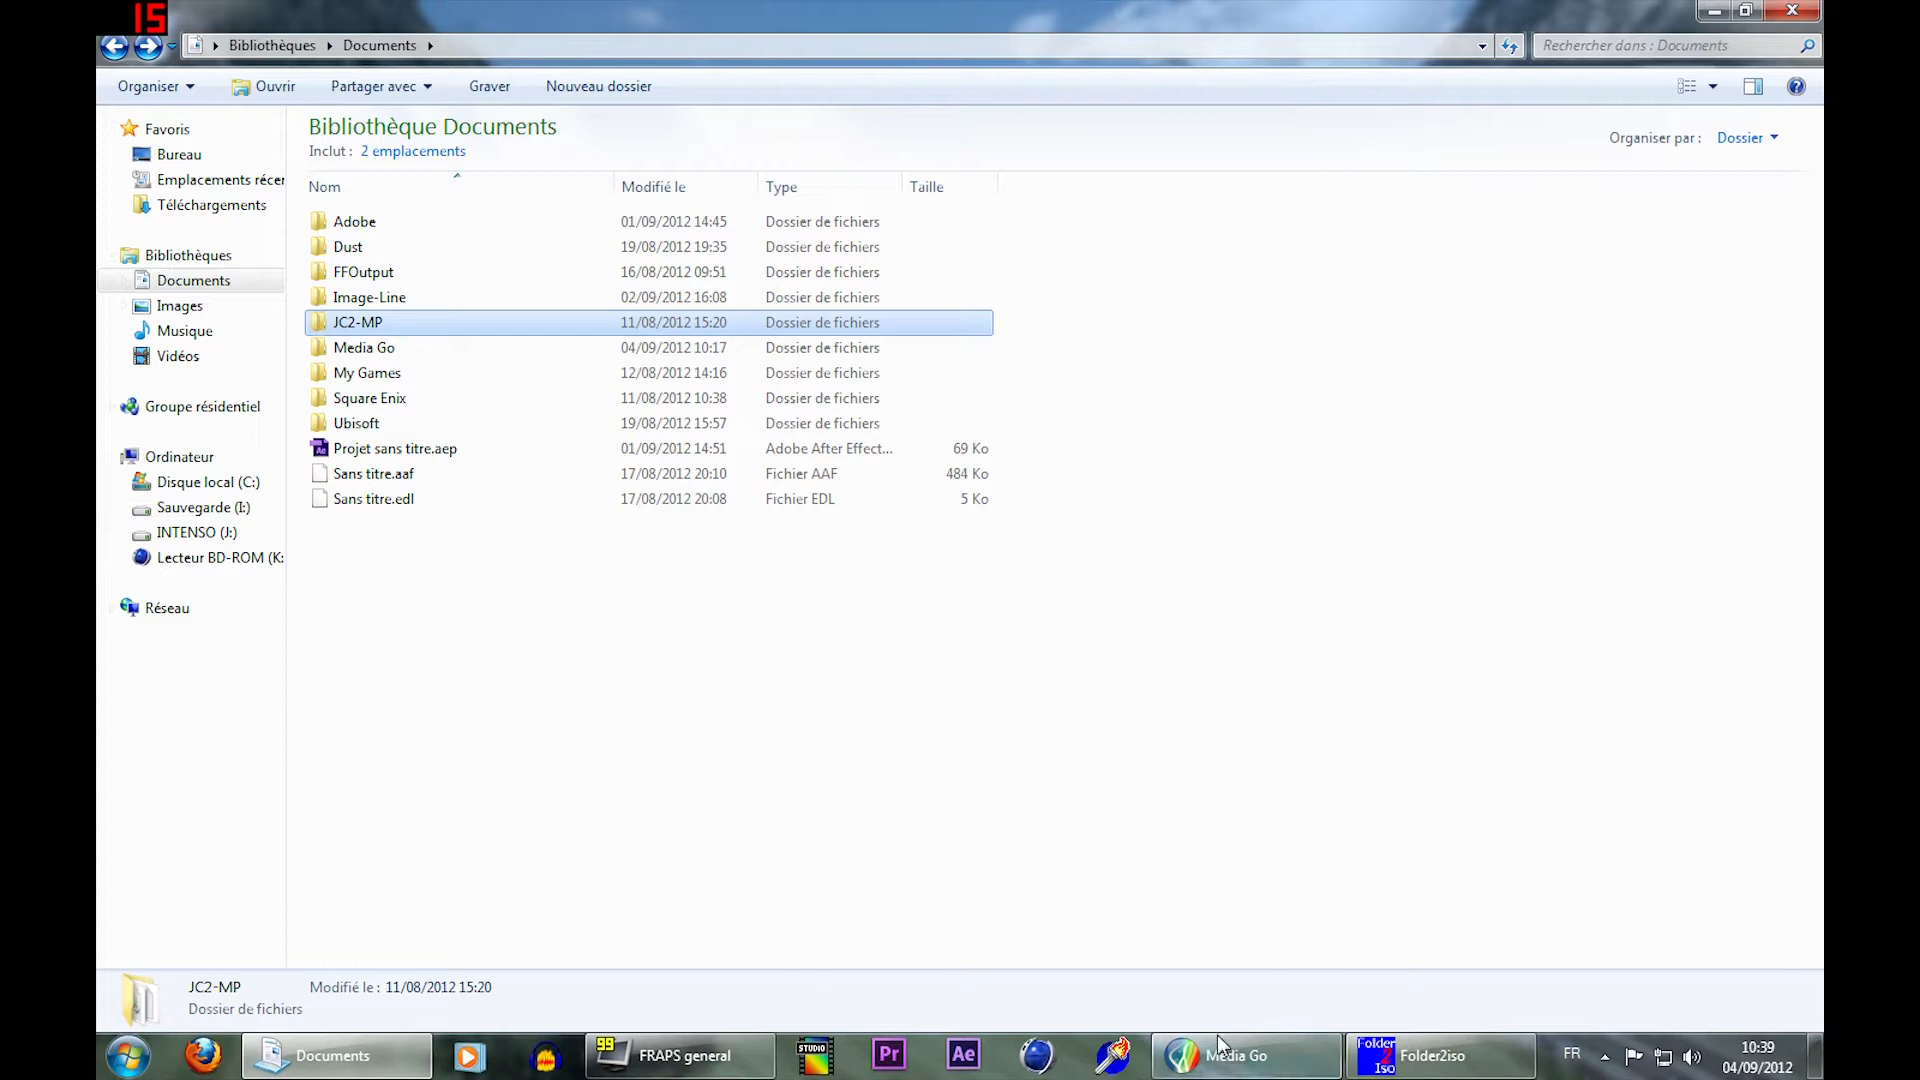 15
Bibliothèques Documents
Rechercher dans : Documents
Organiser Ouvrir Partager avec Graver Nouveau dossier
Favoris
Bureau
Emplacements récer
Téléchargements
Bibliothèques
Documents
Images
Musique
Vidéos
Groupe résidentiel
Ordinateur
Disque local (C:)
Sauvegarde (I:)
INTENSO (J:)
Lecteur BD-ROM (K:
Réseau
Bibliothèque Documents
Inclut : 2 emplacements
Organiser par : Dossier
Nom Modifié le Type Taille
Adobe 01/09/2012 14:45 Dossier de fichiers
Dust 19/08/2012 19:35 Dossier de fichiers
FFOutput 16/08/2012 09:51 Dossier de fichiers
Image-Line 02/09/2012 16:08 Dossier de fichiers
JC2-MP 11/08/2012 15:20 Dossier de fichiers
Media Go 04/09/2012 10:17 Dossier de fichiers
My Games 12/08/2012 14:16 Dossier de fichiers
Square Enix 11/08/2012 10:38 Dossier de fichiers
Ubisoft 19/08/2012 15:57 Dossier de fichiers
Projet sans titre.aep 01/09/2012 14:51 Adobe After Effect... 69 Ko
Sans titre.aaf 17/08/2012 20:10 Fichier AAF 484 Ko
Sans titre.edl 17/08/2012 20:08 Fichier EDL 5 Ko
JC2-MP Modifié le : 11/08/2012 15:20
Dossier de fichiers
Documents
99
FRAPS general
STUDIO
Pr
Ae
Media Go
Folder
2
Iso
Folder2iso
FR
10:39
04/09/2012